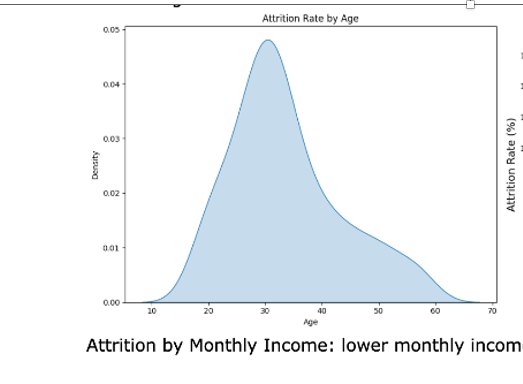 Attrition Rate by Age
0.05
0.04
0.03
0.02
0.01
0.00
Density
10 20 30 40 50 60 70
Age
Attrition Rate (%)
Attrition by Monthly Income: lower monthly